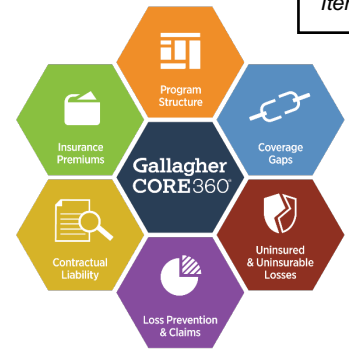 Program
Structure
Insurance
Premiums
Coverage
Gaps
Gallagher
CORE360®
Contractual
Liability
Uninsured
& Uninsurable
Losses
Loss Prevention
& Claims